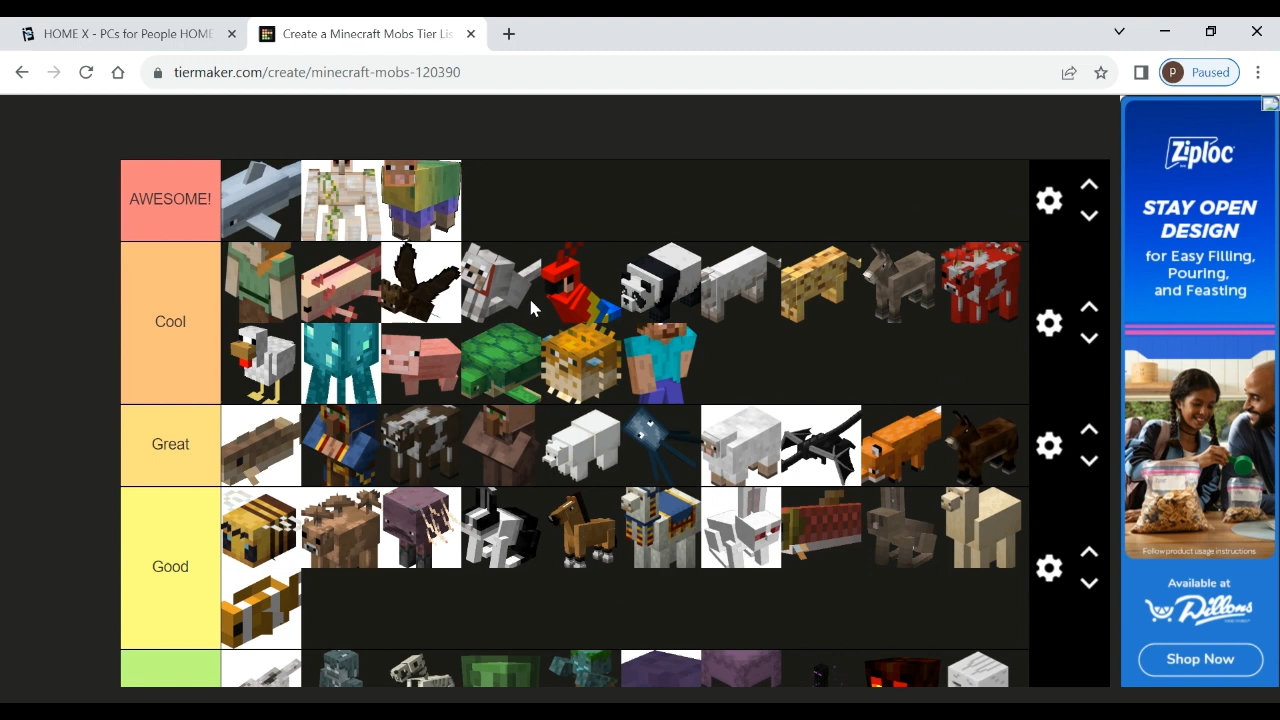 HOME X - PCs for People HOME
Create a Minecraft Mobs Tier Lis
tiermaker.com/create/minecraft-mobs-120390
p
Paused
AWESOME!
Cool
Great
Good
Ziploc
STAY OPEN
DESIGN
for Easy Filling,
Pouring,
and Feasting
Follow product usage instructions
Available at
Dillons
Shop Now